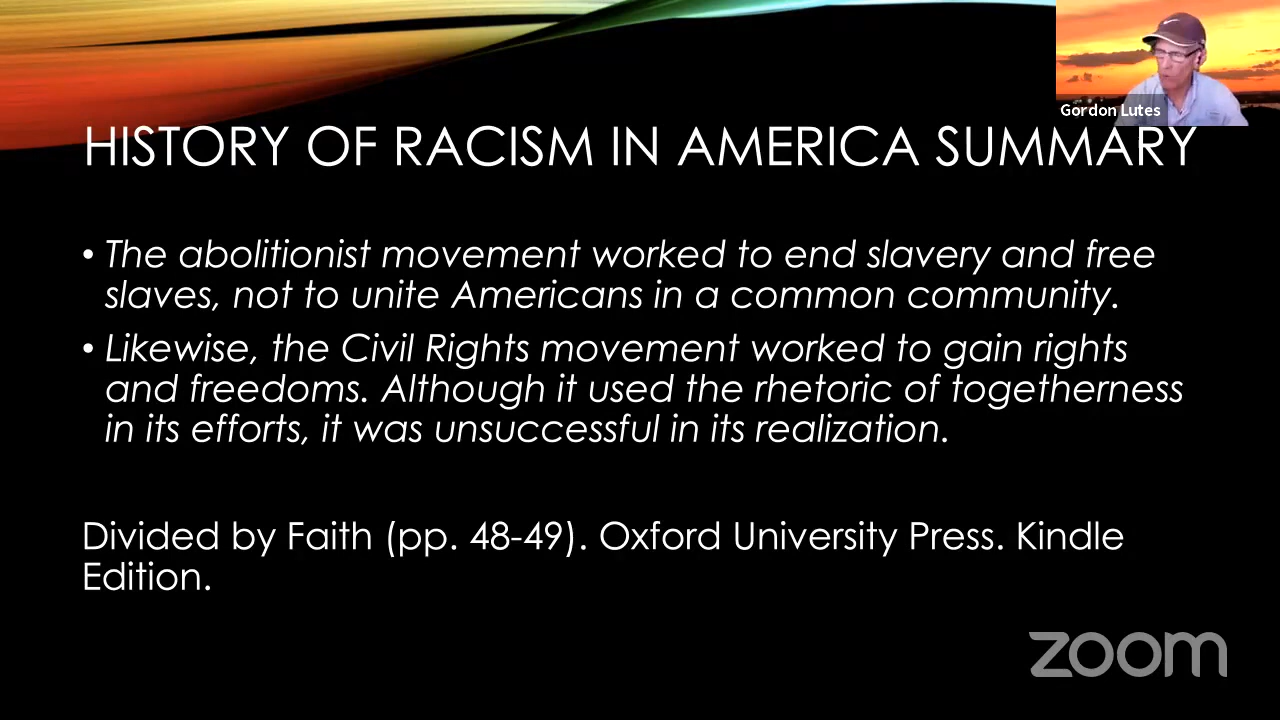 Gordon Lutes
HISTORY OF RACISM IN AMERICA SUMMARY
• The abolitionist movement worked to end slavery and free
slaves, not to unite Americans in a common community.
• Likewise, the Civil Rights movement worked to gain rights
and freedoms. Although it used the rhetoric of togetherness
in its efforts, it was unsuccessful in its realization.
Divided by Faith (pp. 48-49). Oxford University Press. Kindle
Edition.
zoom